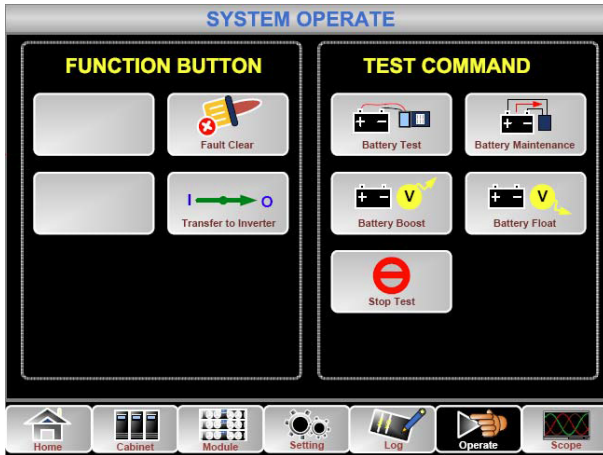 SYSTEM OPERATE
FUNCTION BUTTON
Fault Clear
I O
Transfer to Inverter
TEST COMMAND
+ -
Battery Test
+ -
Battery Maintenance
+ - V
Battery Boost
+ - V
Battery Float
Stop Test
Home
Cabinet
Module
Setting
Log
Operate
Scope